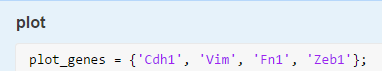 plot
plot_genes = {'Cdh1', 'Vim', 'Fn1', 'Zeb1'};